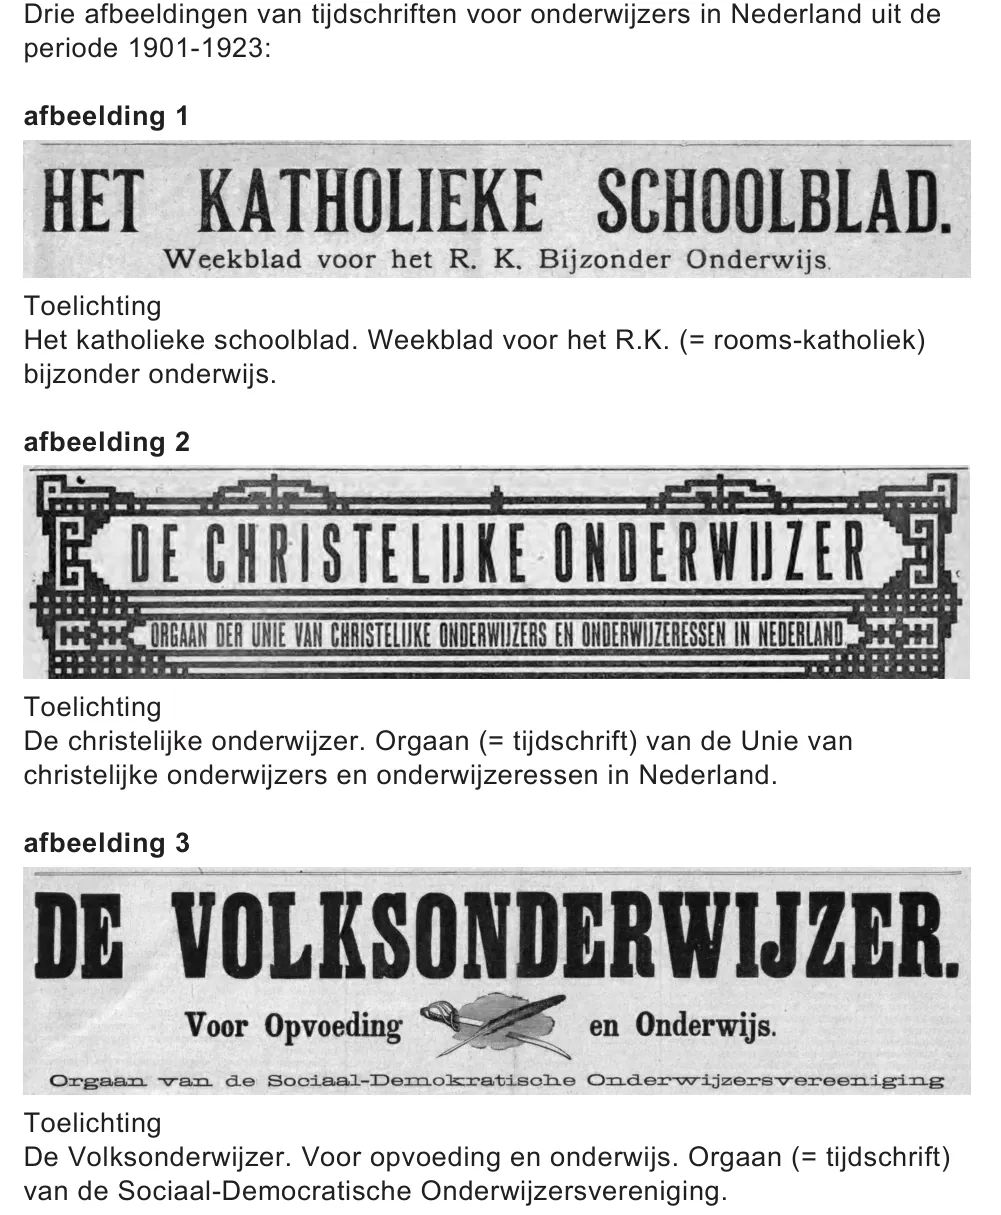 Drie afbeeldingen van tijdschriften voor onderwijzers in Nederland uit de
periode 1901-1923:
afbeelding 1
HET KATHOLIEKE SCHOOLBLAD.
Weekblad voor het R. K. Bijzonder Onderwijs.
Toelichting
Het katholieke schoolblad. Weekblad voor het R.K. (= rooms-katholiek)
bijzonder onderwijs.
afbeelding 2
DE CHRISTELIJKE ONDERWIJZER
ORGAAN DER UNIE VAN CHRISTELIJKE ONDERWIJZERS EN ONDERWIJZERESSEN IN NEDERLAND
Toelichting
De christelijke onderwijzer. Orgaan (= tijdschrift) van de Unie van
christelijke onderwijzers en onderwijzeressen in Nederland.
afbeelding 3
DE VOLKSONDERWIJZER.
Voor Opvoeding en Onderwijs.
Orgaan van de Sociaal-Demokratische Onderwijzersvereeniging
Toelichting
De Volksonderwijzer. Voor opvoeding en onderwijs. Orgaan (= tijdschrift)
van de Sociaal-Democratische Onderwijzersvereniging.